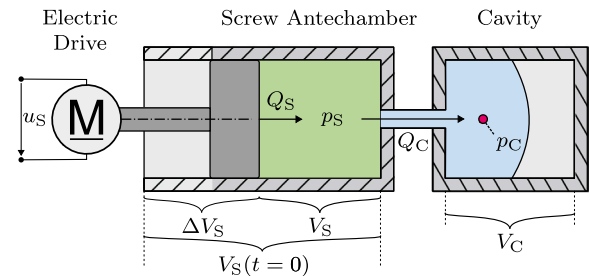 Electric
Drive
Screw Antechamber
Cavity
u_S
M
Q_S
p_S
Q_C
p_C
ΔV_S
V_S
V_C
V_S(t = 0)